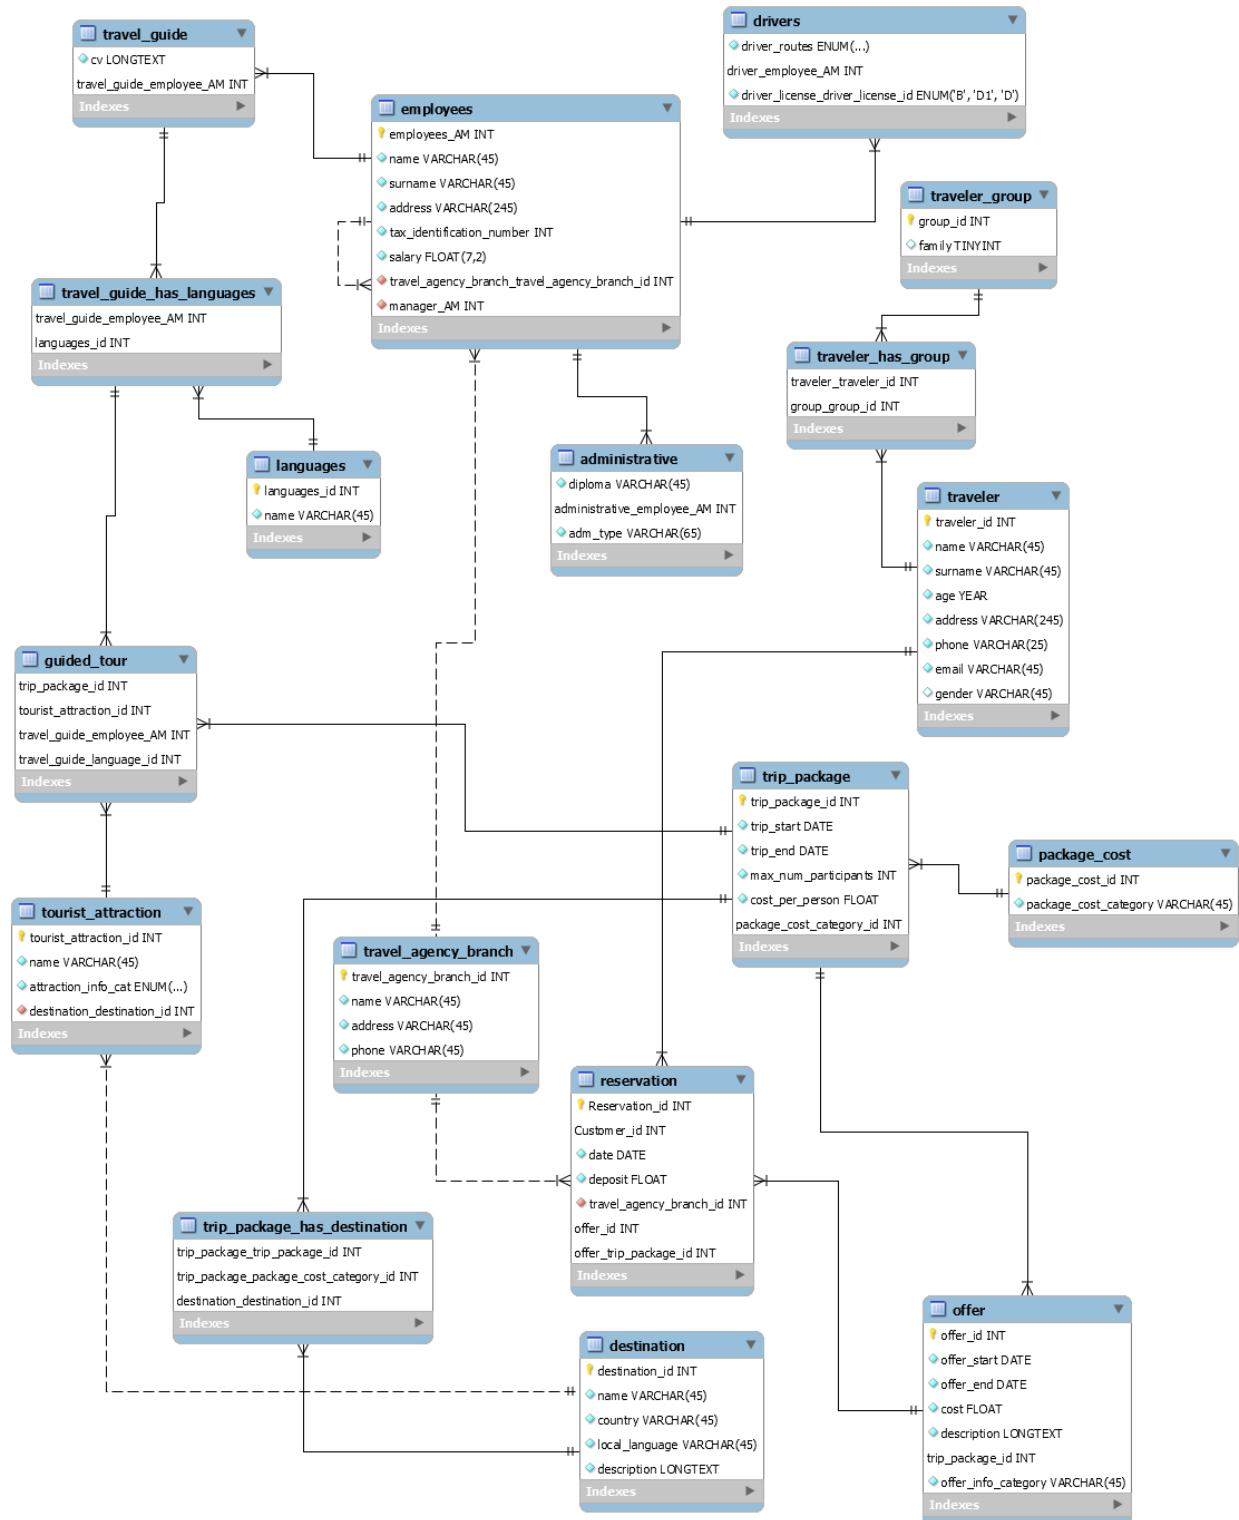 travel_guide
cv LONGTEXT
travel_guide_employee_AM INT
Indexes
drivers
driver_routes ENUM(...)
driver_employee_AM INT
driver_license_driver_license_id ENUM('B', 'D1', 'D')
Indexes
employees
employees_AM INT
name VARCHAR(45)
surname VARCHAR(45)
address VARCHAR(245)
tax_identification_number INT
salary FLOAT(7,2)
travel_agency_branch_travel_agency_branch_id INT
manager_AM INT
Indexes
traveler_group
group_id INT
family TINYINT
Indexes
travel_guide_has_languages
travel_guide_employee_AM INT
languages_id INT
Indexes
traveler_has_group
traveler_traveler_id INT
group_group_id INT
Indexes
languages
languages_id INT
name VARCHAR(45)
Indexes
administrative
diploma VARCHAR(45)
administrative_employee_AM INT
adm_type VARCHAR(65)
Indexes
traveler
traveler_id INT
name VARCHAR(45)
surname VARCHAR(45)
age YEAR
address VARCHAR(245)
phone VARCHAR(25)
email VARCHAR(45)
gender VARCHAR(45)
Indexes
guided_tour
trip_package_id INT
tourist_attraction_id INT
travel_guide_employee_AM INT
travel_guide_language_id INT
Indexes
trip_package
trip_package_id INT
trip_start DATE
trip_end DATE
max_num_participants INT
cost_per_person FLOAT
package_cost_category_id INT
Indexes
package_cost
package_cost_id INT
package_cost_category VARCHAR(45)
Indexes
tourist_attraction
tourist_attraction_id INT
name VARCHAR(45)
attraction_info_cat ENUM(...)
destination_destination_id INT
Indexes
travel_agency_branch
travel_agency_branch_id INT
name VARCHAR(45)
address VARCHAR(45)
phone VARCHAR(45)
Indexes
reservation
Reservation_id INT
Customer_id INT
date DATE
deposit FLOAT
travel_agency_branch_id INT
offer_id INT
offer_trip_package_id INT
Indexes
trip_package_has_destination
trip_package_trip_package_id INT
trip_package_package_cost_category_id INT
destination_destination_id INT
Indexes
destination
destination_id INT
name VARCHAR(45)
country VARCHAR(45)
local_language VARCHAR(45)
description LONGTEXT
Indexes
offer
offer_id INT
offer_start DATE
offer_end DATE
cost FLOAT
description LONGTEXT
trip_package_id INT
offer_info_category VARCHAR(45)
Indexes